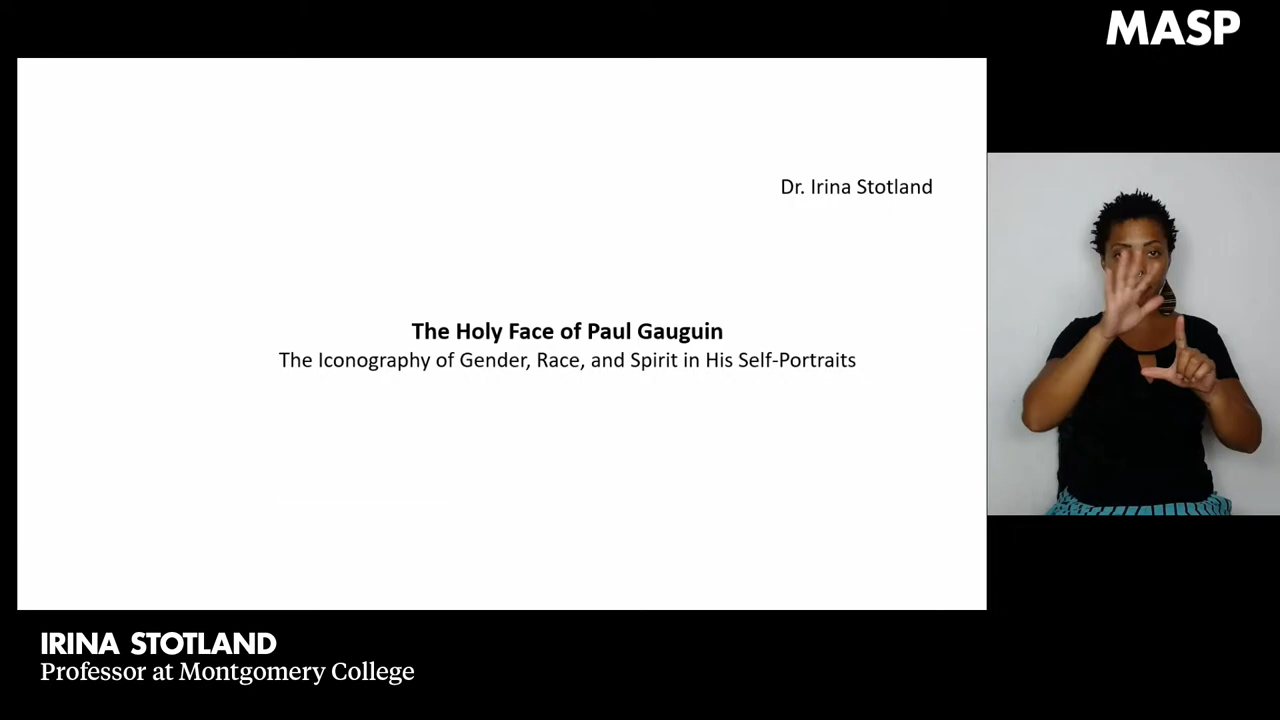 MASP
Dr. Irina Stotland
The Holy Face of Paul Gauguin
The Iconography of Gender, Race, and Spirit in His Self-Portraits
IRINA STOTLAND
Professor at Montgomery College